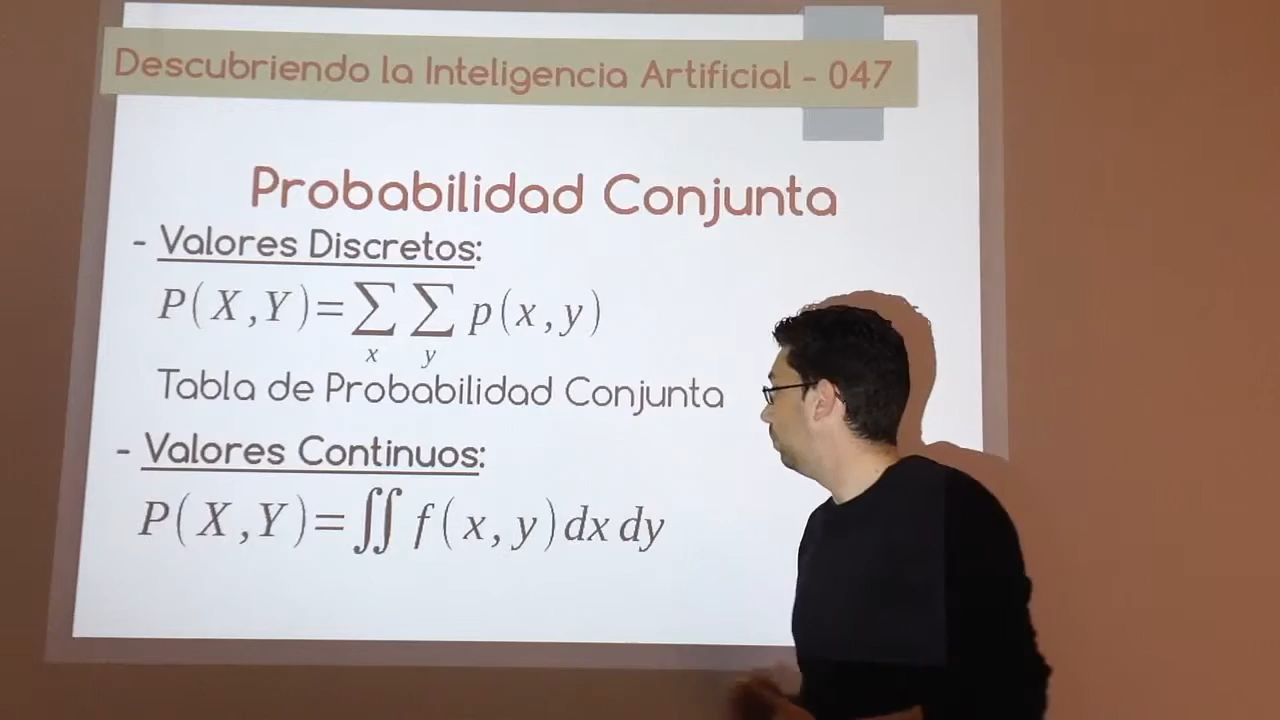 Descubriendo la Inteligencia Artificial - 047
Probabilidad Conjunta
- Valores Discretos:
P(X,Y)=∑∑p(x,y)
x y
Tabla de Probabilidad Conjunta
- Valores Continuos:
P(X,Y)=∬f(x,y)dx dy